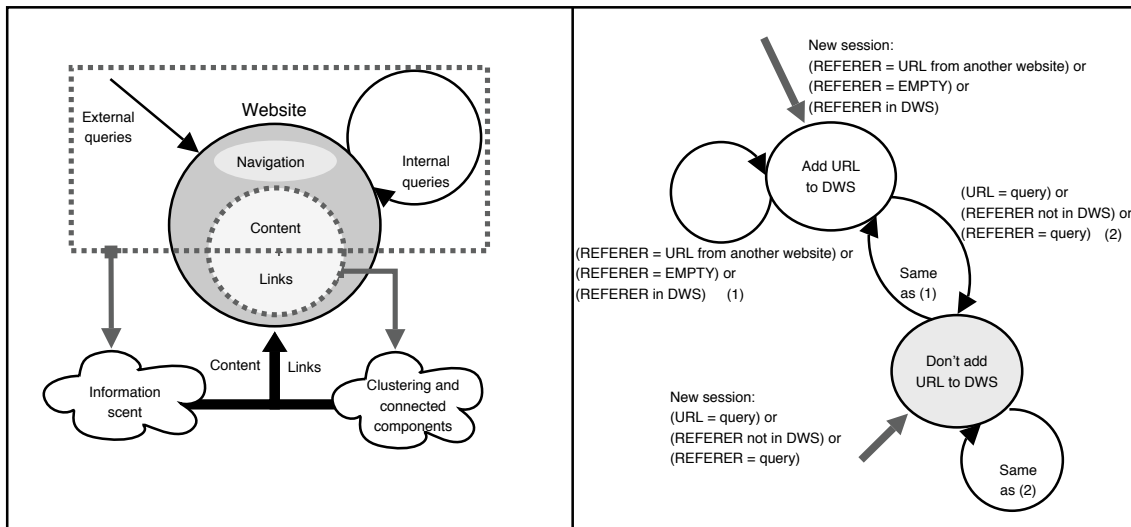 External
queries
Website
Navigation
Internal
queries
Content
+
Links
Content
Links
Information
scent
Clustering and
connected
components
New session:
(REFERER = URL from another website) or
(REFERER = EMPTY) or
(REFERER in DWS)
Add URL
to DWS
(URL = query) or
(REFERER not in DWS) or
(REFERER = query) (2)
(REFERER = URL from another website) or
(REFERER = EMPTY) or
(REFERER in DWS) (1)
Same
as (1)
Don't add
URL to DWS
New session:
(URL = query) or
(REFERER not in DWS) or
(REFERER = query)
Same
as (2)